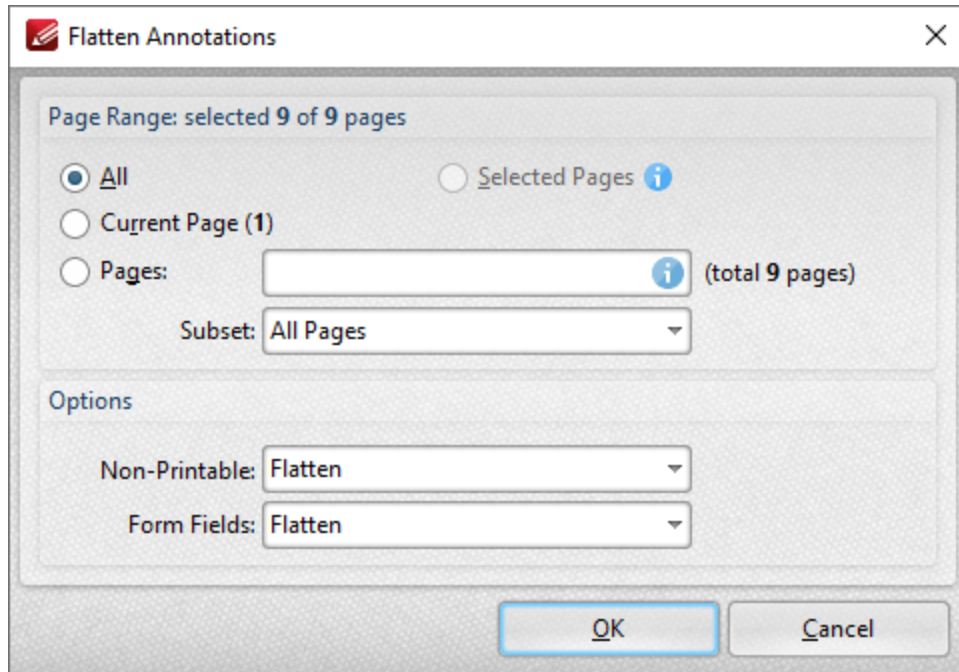 Flatten Annotations
Page Range: selected 9 of 9 pages
All
Selected Pages
Current Page (1)
Pages:
(total 9 pages)
Subset: All Pages
Options
Non-Printable: Flatten
Form Fields: Flatten
OK
Cancel